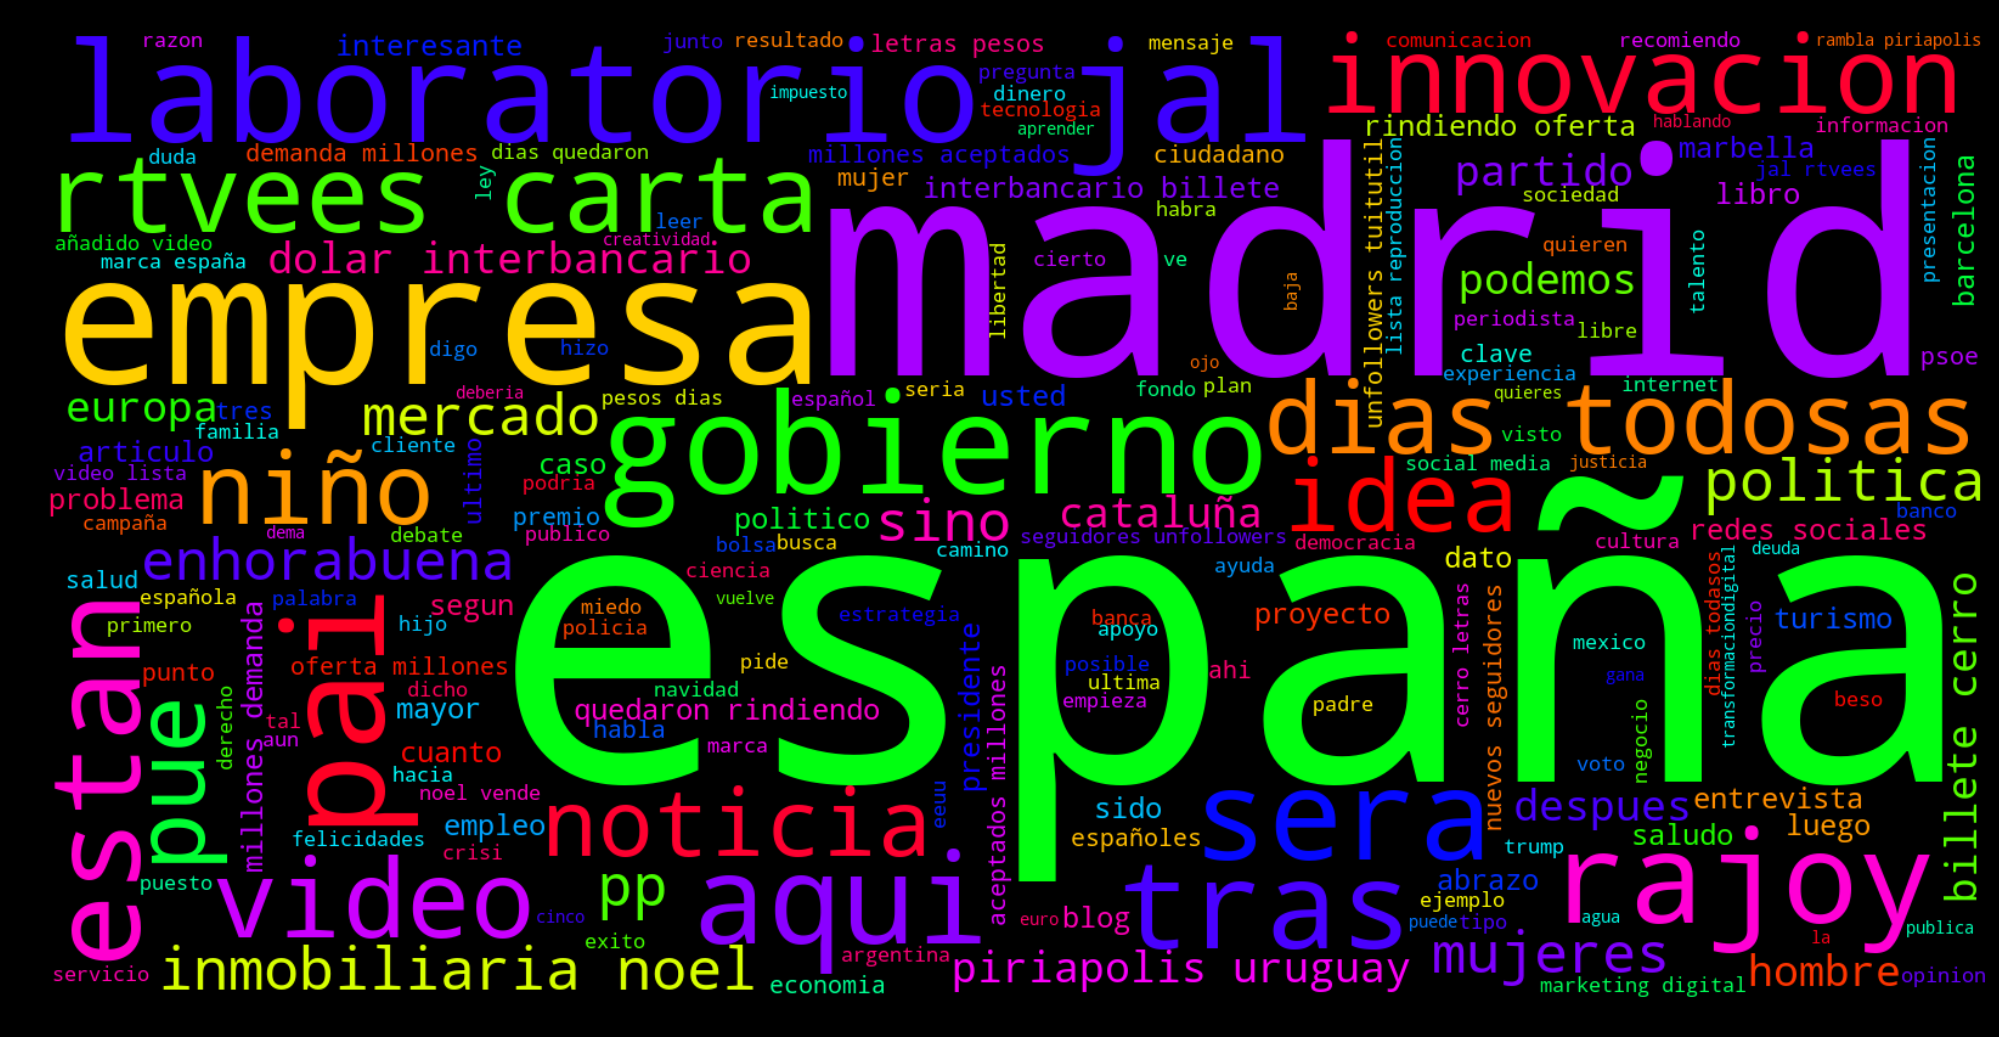 razon
interesante
junto
resultado
letras pesos
mensaje
comunicacion
recomiendo
rambla piriapolis
laboratorio jal
innovacion
pregunta
impuesto
dinero
tecnologia
aprender
rindiendo oferta
hablando
informacion
duda
demanda millones
dias quedaron
millones aceptados
ciudadano
partido
marbella
jal rtvees
rtvees carta
ley
mujer
interbancario billete
sociedad
libro
habra
leer
añadido video
marca españa
dolar interbancario
creatividad
madrid
cierto
ve
quieren
libertad
baja
unfollowers tuitutil
lista reproduccion
podemos
talento
presentacion
barcelona
empresa
periodista
libre
digo
hizo
ojo
clave
psoe
experiencia
internet
deberia
pesos dias
español
seria
usted
fondo
plan
quieres
europa
tres
familia
mercado
gobierno
dias
todosas
visto
articulo
cliente
ultimo
caso
social media
justicia
video lista
niño
podria
idea
politica
problema
campaña
dema
debate
premio
publico
politico
sino
cataluña
redes sociales
banco
enhorabuena
bolsa
busca
camino
seguidores unfollowers
democracia
cultura
deuda
salud
ciencia
ayuda
dato
española
palabra
segun
miedo
vuelve
estrategia
banca
proyecto
turismo
primero
hijo
policia
apoyo
mexico
españa
estan
pue
pai
millones demanda
derecho
punto
oferta millones
pide
presidente
posible
ahi
cerro letras
nuevos seguidores
dias todasos
transformaciondigital
precio
gana
billete cerro
dicho
navidad
ultima
empieza
padre
beso
tal
aun
mayor
quedaron rindiendo
habla
marca
aceptados millones
negocio
cuanto
hacia
voto
noel vende
eeuu
noticia
sido
sera
despues
entrevista
felicidades
empleo
crisi
españoles
trump
saludo
luego
puesto
video
pp
aqui
tras
abrazo
rajoy
cinco
euro
blog
ejemplo
puede
tipo
agua
publica
exito
la
servicio
inmobiliaria noel
argentina
economia
piriapolis uruguay
mujeres
hombre
opinion
marketing digital